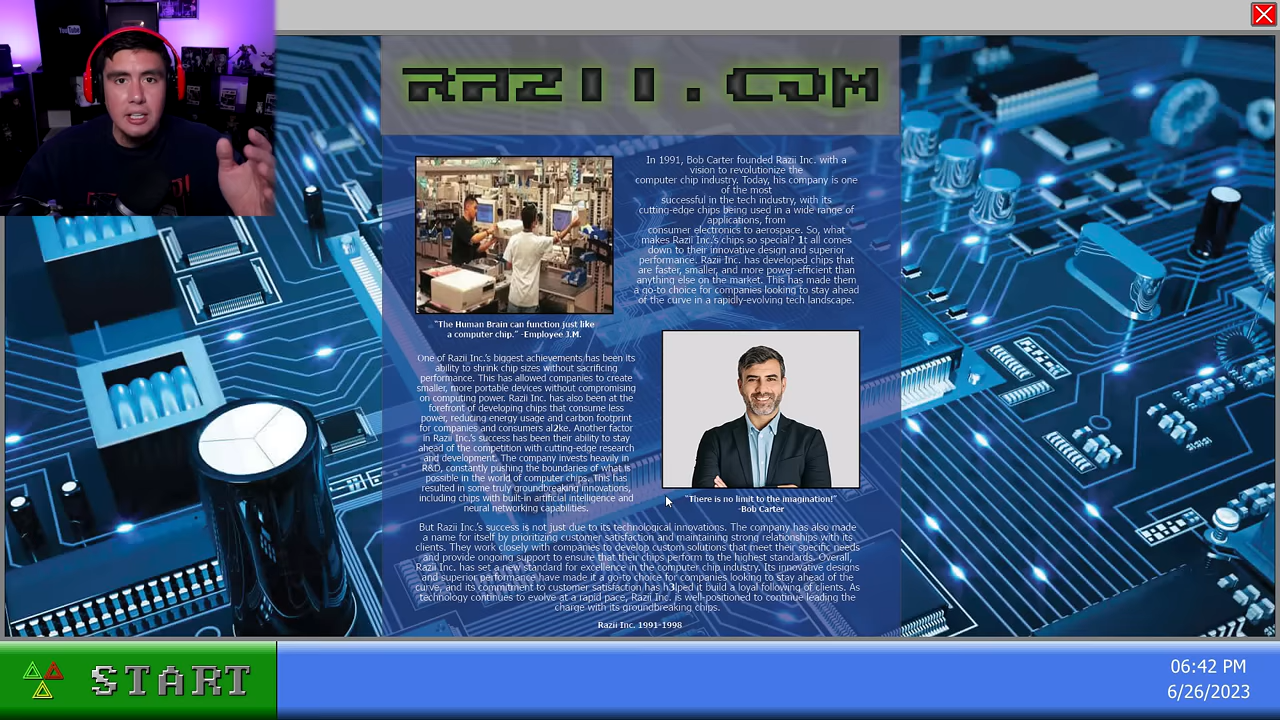 YouTube
RAZII.COM
In 1991, Bob Carter founded Razii Inc. with a
vision to revolutionize the
computer chip industry. Today, his company is one
of the most
successful in the tech industry, with its
cutting-edge chips being used in a wide range of
applications, from
consumer electronics to aerospace. So, what
makes Razii Inc.'s chips so special? 1t all comes
down to their innovative design and superior
performance. Razii Inc. has developed chips that
are faster, smaller, and more power-efficient than
anything else on the market. This has made them
a go-to choice for companies looking to stay ahead
of the curve in a rapidly-evolving tech landscape.
"The Human Brain can function just like
a computer chip." -Employee J.M.
One of Razii Inc.'s biggest achievements has been its
ability to shrink chip sizes without sacrificing
performance. This has allowed companies to create
smaller, more portable devices without compromising
on computing power. Razii Inc. has also been at the
forefront of developing chips that consume less
power, reducing energy usage and carbon footprint
for companies and consumers al2ke. Another factor
in Razii Inc.'s success has been their ability to stay
ahead of the competition with cutting-edge research
and development. The company invests heavily in
R&D, constantly pushing the boundaries of what is
possible in the world of computer chips. This has
resulted in some truly groundbreaking innovations,
including chips with built-in artificial intelligence and
neural networking capabilities.
"There is no limit to the imagination!"
-Bob Carter
But Razii Inc.'s success is not just due to its technological innovations. The company has also made
a name for itself by prioritizing customer satisfaction and maintaining strong relationships with its
clients. They work closely with companies to develop custom solutions that meet their specific needs
and provide ongoing support to ensure that their chips perform to the highest standards. Overall,
Razii Inc. has set a new standard for excellence in the computer chip industry. Its innovative designs
and superior performance have made it a go-to choice for companies looking to stay ahead of the
curve, and its commitment to customer satisfaction has h3lped it build a loyal following of clients. As
technology continues to evolve at a rapid pace, Razii Inc. is well-positioned to continue leading the
charge with its groundbreaking chips.
Razii Inc. 1991-1998
START
06:42 PM
6/26/2023